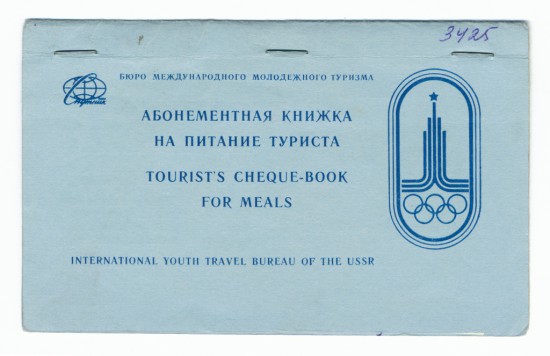 3425
Спутник
БЮРО МЕЖДУНАРОДНОГО МОЛОДЕЖНОГО ТУРИЗМА
АБОНЕМЕНТНАЯ КНИЖКА
НА ПИТАНИЕ ТУРИСТА
TOURIST'S CHEQUE-BOOK
FOR MEALS
INTERNATIONAL YOUTH TRAVEL BUREAU OF THE USSR